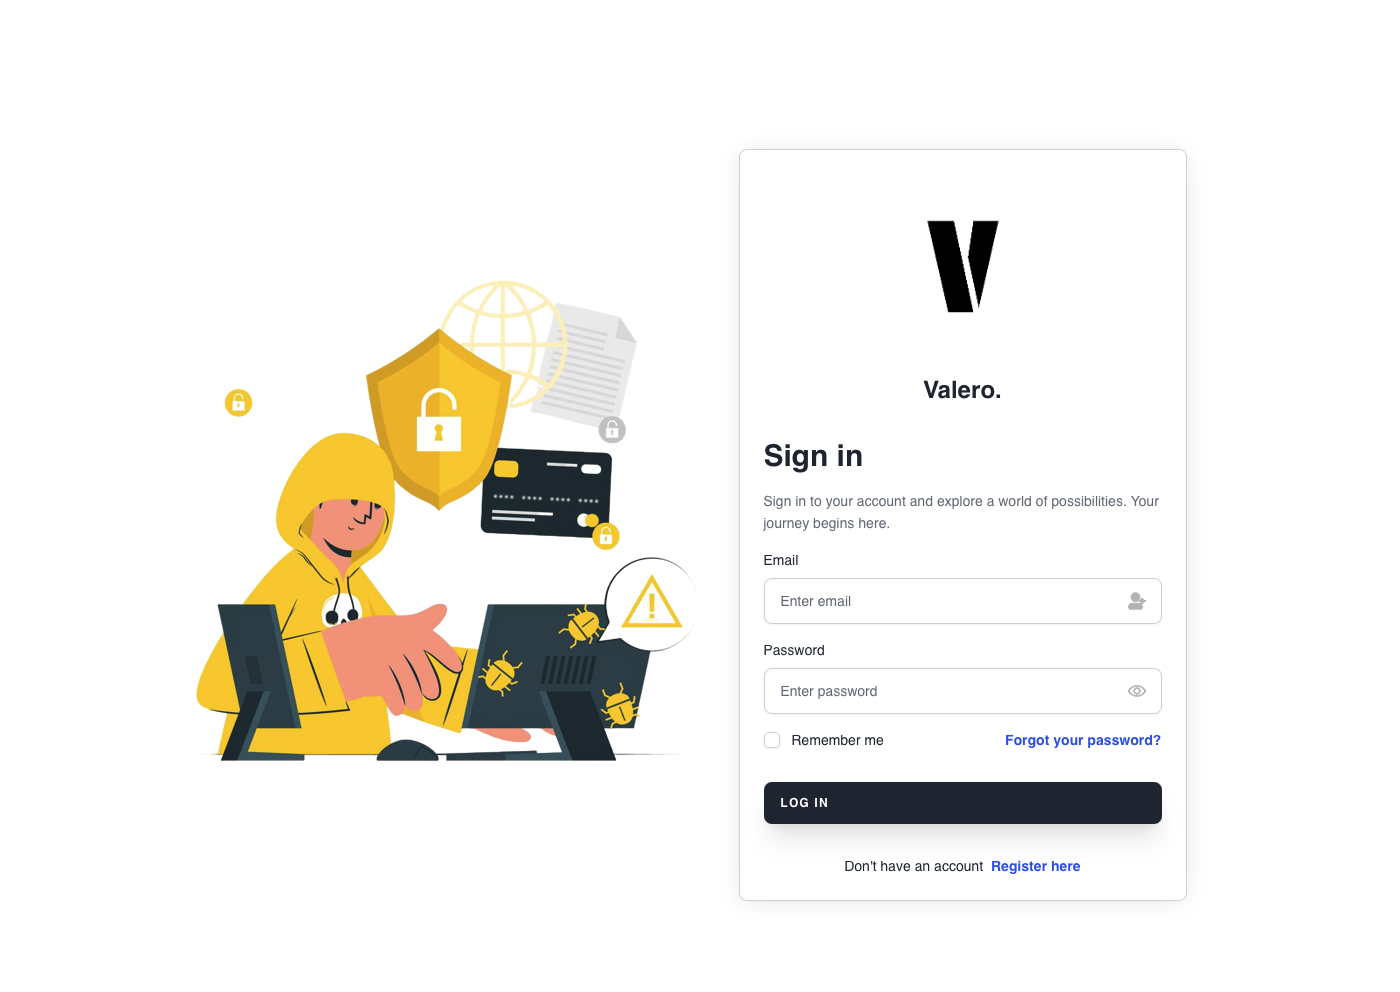 Valero.
Sign in
Sign in to your account and explore a world of possibilities. Your
journey begins here.
Email
Enter email
Password
Enter password
Remember me
Forgot your password?
LOG IN
Don't have an account Register here